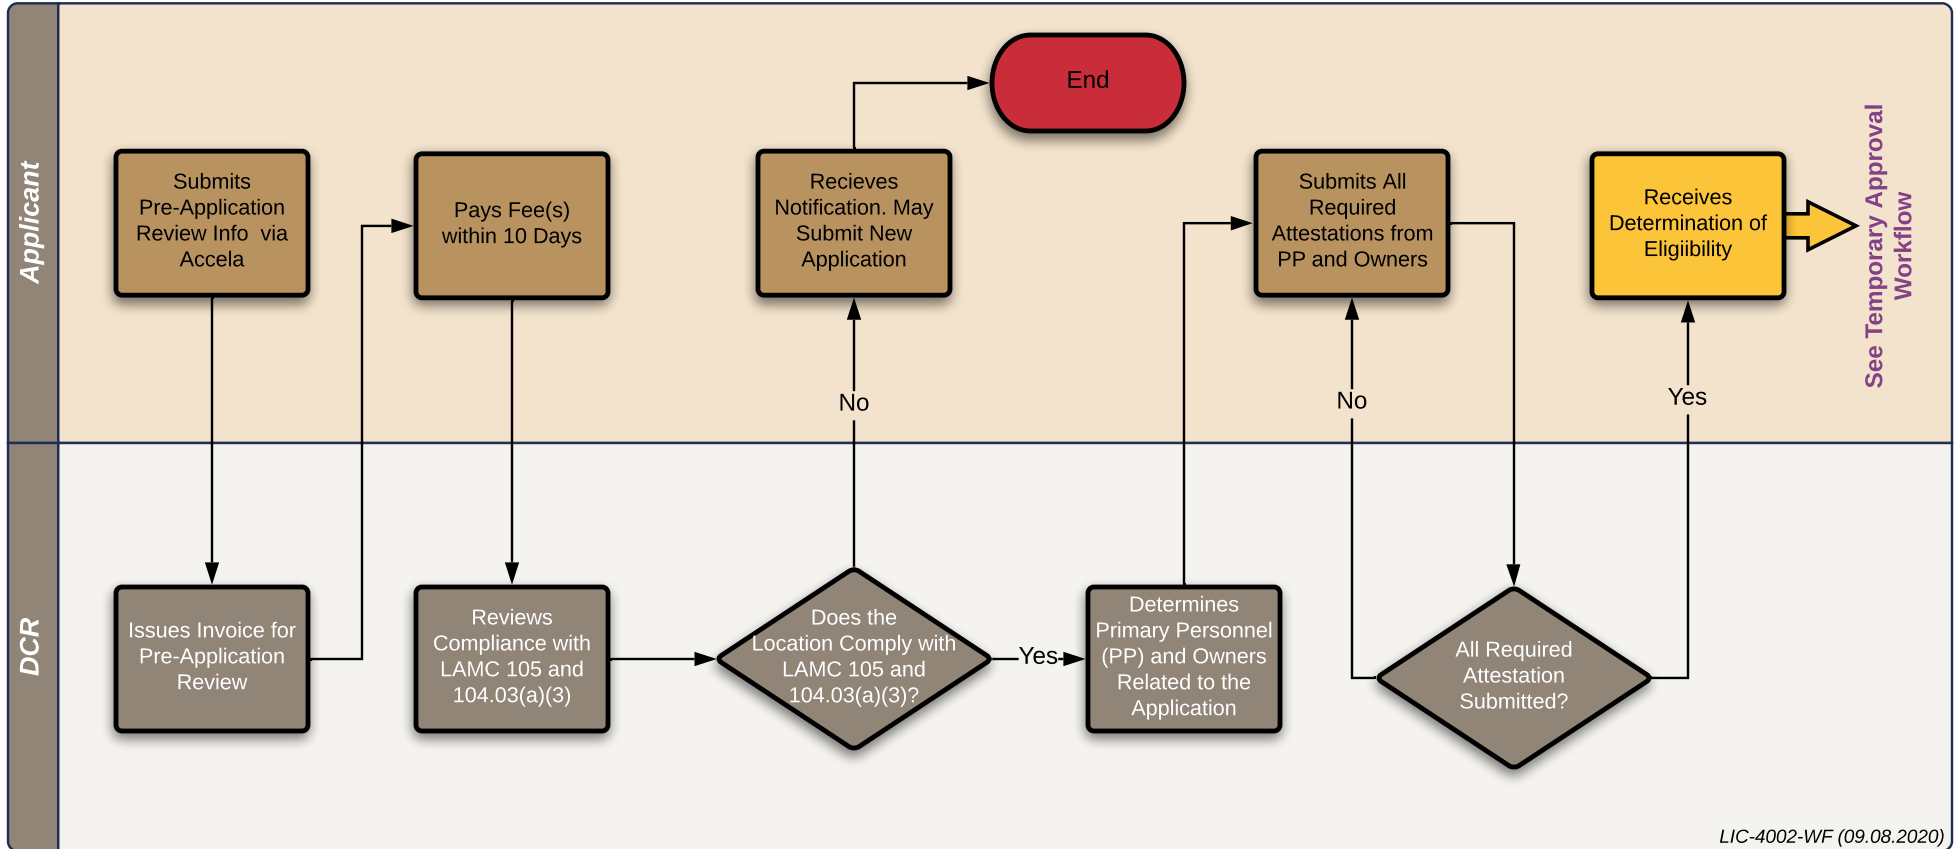 Applicant
End
Submits
Pre-Application
Review Info  via
Accela
Pays Fee(s)
within 10 Days
Recieves
Notification. May
Submit New
Application
Submits All
Required
Attestations from
PP and Owners
Receives
Determination of
Eligiibility
See Temporary Approval
Workflow
No
No
Yes
DCR
Issues Invoice for
Pre-Application
Review
Reviews
Compliance with
LAMC 105 and
104.03(a)(3)
Does the
Location Comply with
LAMC 105 and
104.03(a)(3)?
Yes
Determines
Primary Personnel
(PP) and Owners
Related to the
Application
All Required
Attestation
Submitted?
LIC-4002-WF (09.08.2020)